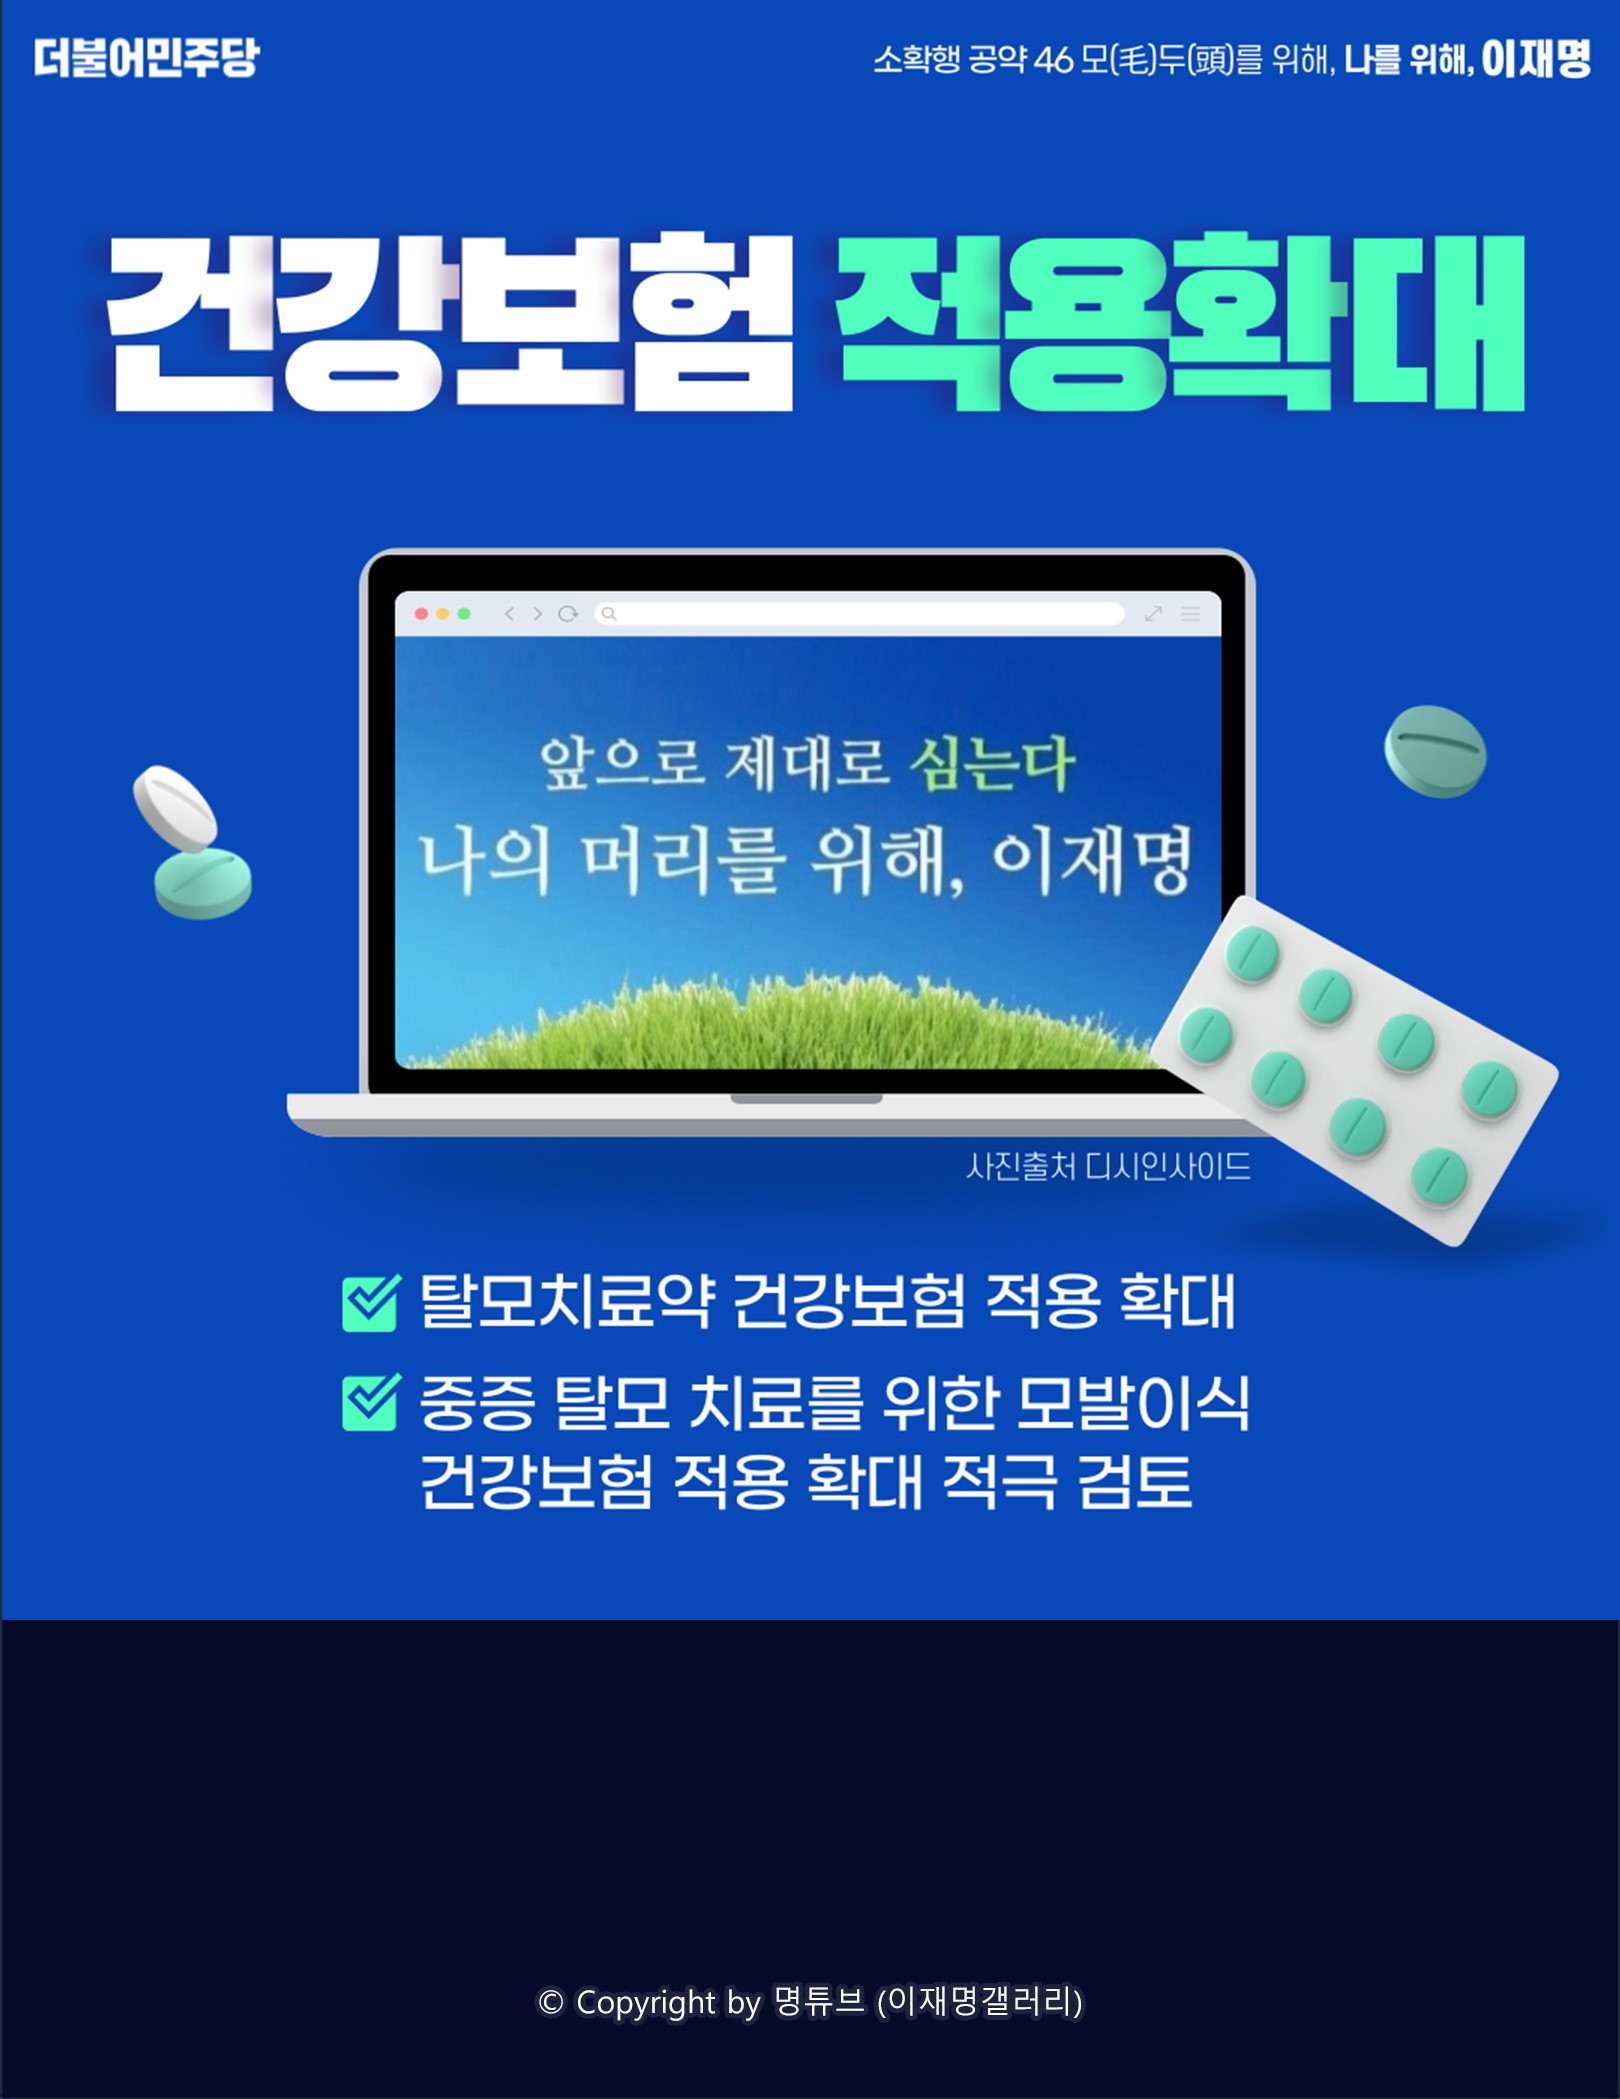 더불어민주당
소확행 공약 46 모(毛)두(頭)를 위해, 나를 위해, 이재명
건강보험 적용확대
앞으로 제대로 심는다
나의 머리를 위해, 이재명
사진출처 디시인사이드
탈모치료약 건강보험 적용 확대
중증 탈모 치료를 위한 모발이식
건강보험 적용 확대 적극 검토
© Copyright by 명튜브 (이재명갤러리)